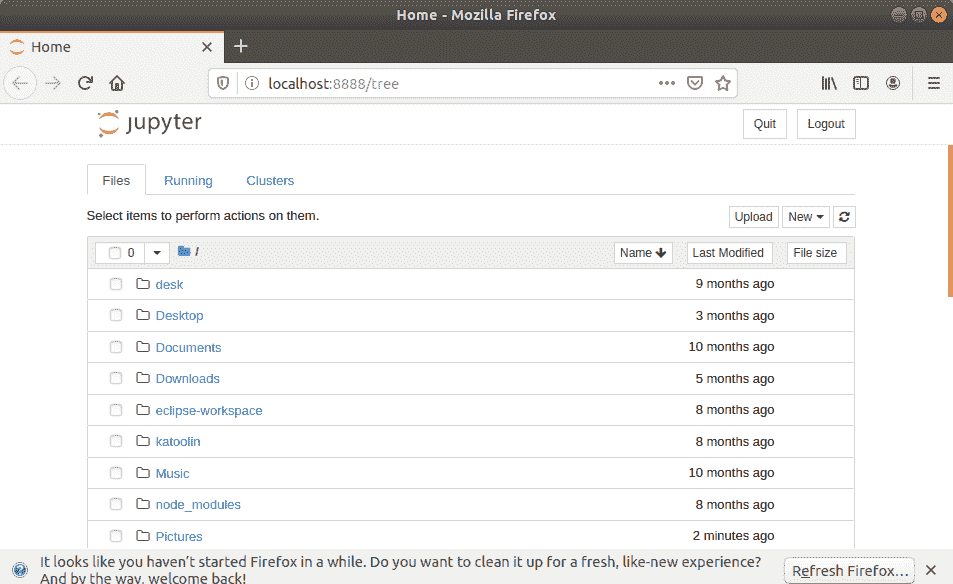 Home - Mozilla Firefox
Home
localhost:8888/tree
jupyter
Quit
Logout
Files
Running
Clusters
Select items to perform actions on them.
Upload
New
0
/
Name
Last Modified
File size
desk
9 months ago
Desktop
3 months ago
Documents
10 months ago
Downloads
5 months ago
eclipse-workspace
8 months ago
katoolin
8 months ago
Music
10 months ago
node_modules
8 months ago
Pictures
2 minutes ago
It looks like you haven't started Firefox in a while. Do you want to clean it up for a fresh, like-new experience?
And by the way, welcome back!
Refresh Firefox...